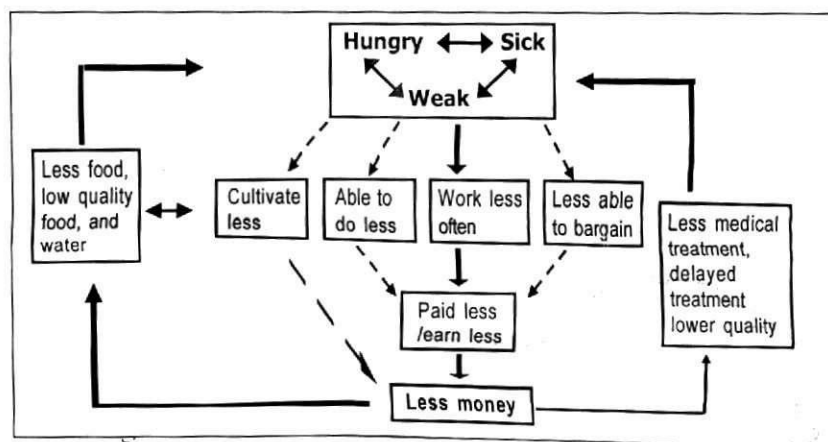 Hungry Sick
Weak
Less food,
low quality
food, and
water
Cultivate
less
Able to
do less
Work less
often
Less able
to bargain
Less medical
treatment,
delayed
treatment
lower quality
Paid less
/earn less
Less money